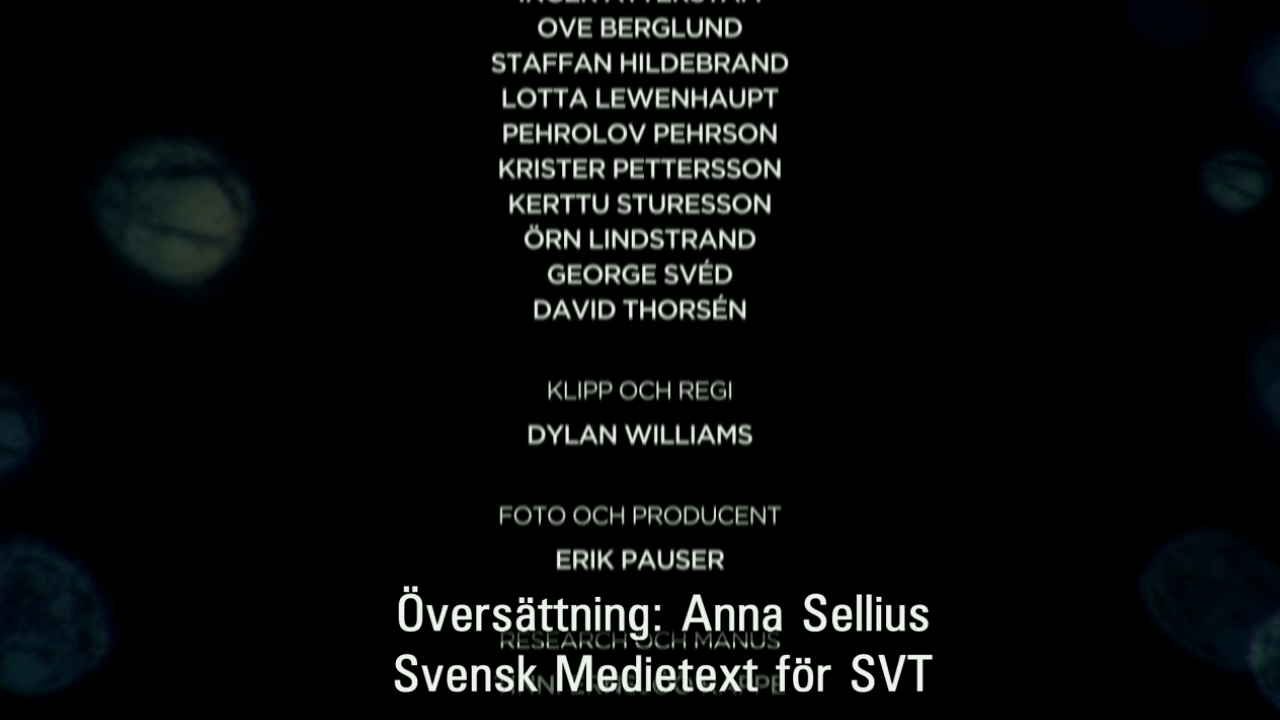 OVE BERGLUND
STAFFAN HILDEBRAND
LOTTA LEWENHAUPT
PEHROLOV PEHRSON
KRISTER PETTERSSON
KERTTU STURESSON
ÖRN LINDSTRAND
GEORGE SVÉD
DAVID THORSÉN
KLIPP OCH REGI
DYLAN WILLIAMS
FOTO OCH PRODUCENT
ERIK PAUSER
Översättning: Anna Sellius
RESEARCH OCH MANUS
Svensk Medietext för SVT